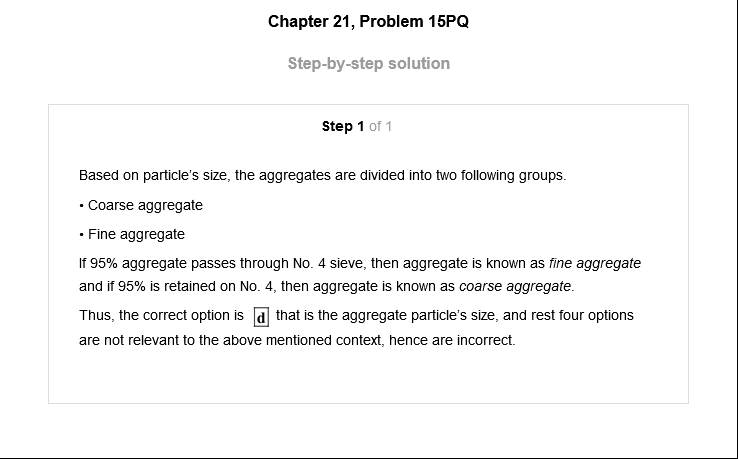 Chapter 21, Problem 15PQ
Step-by-step solution
Step 1 of 1
Based on particle's size, the aggregates are divided into two following groups.
• Coarse aggregate
• Fine aggregate
If 95% aggregate passes through No. 4 sieve, then aggregate is known as fine aggregate
and if 95% is retained on No. 4, then aggregate is known as coarse aggregate.
Thus, the correct option is d that is the aggregate particle's size, and rest four options
are not relevant to the above mentioned context, hence are incorrect.